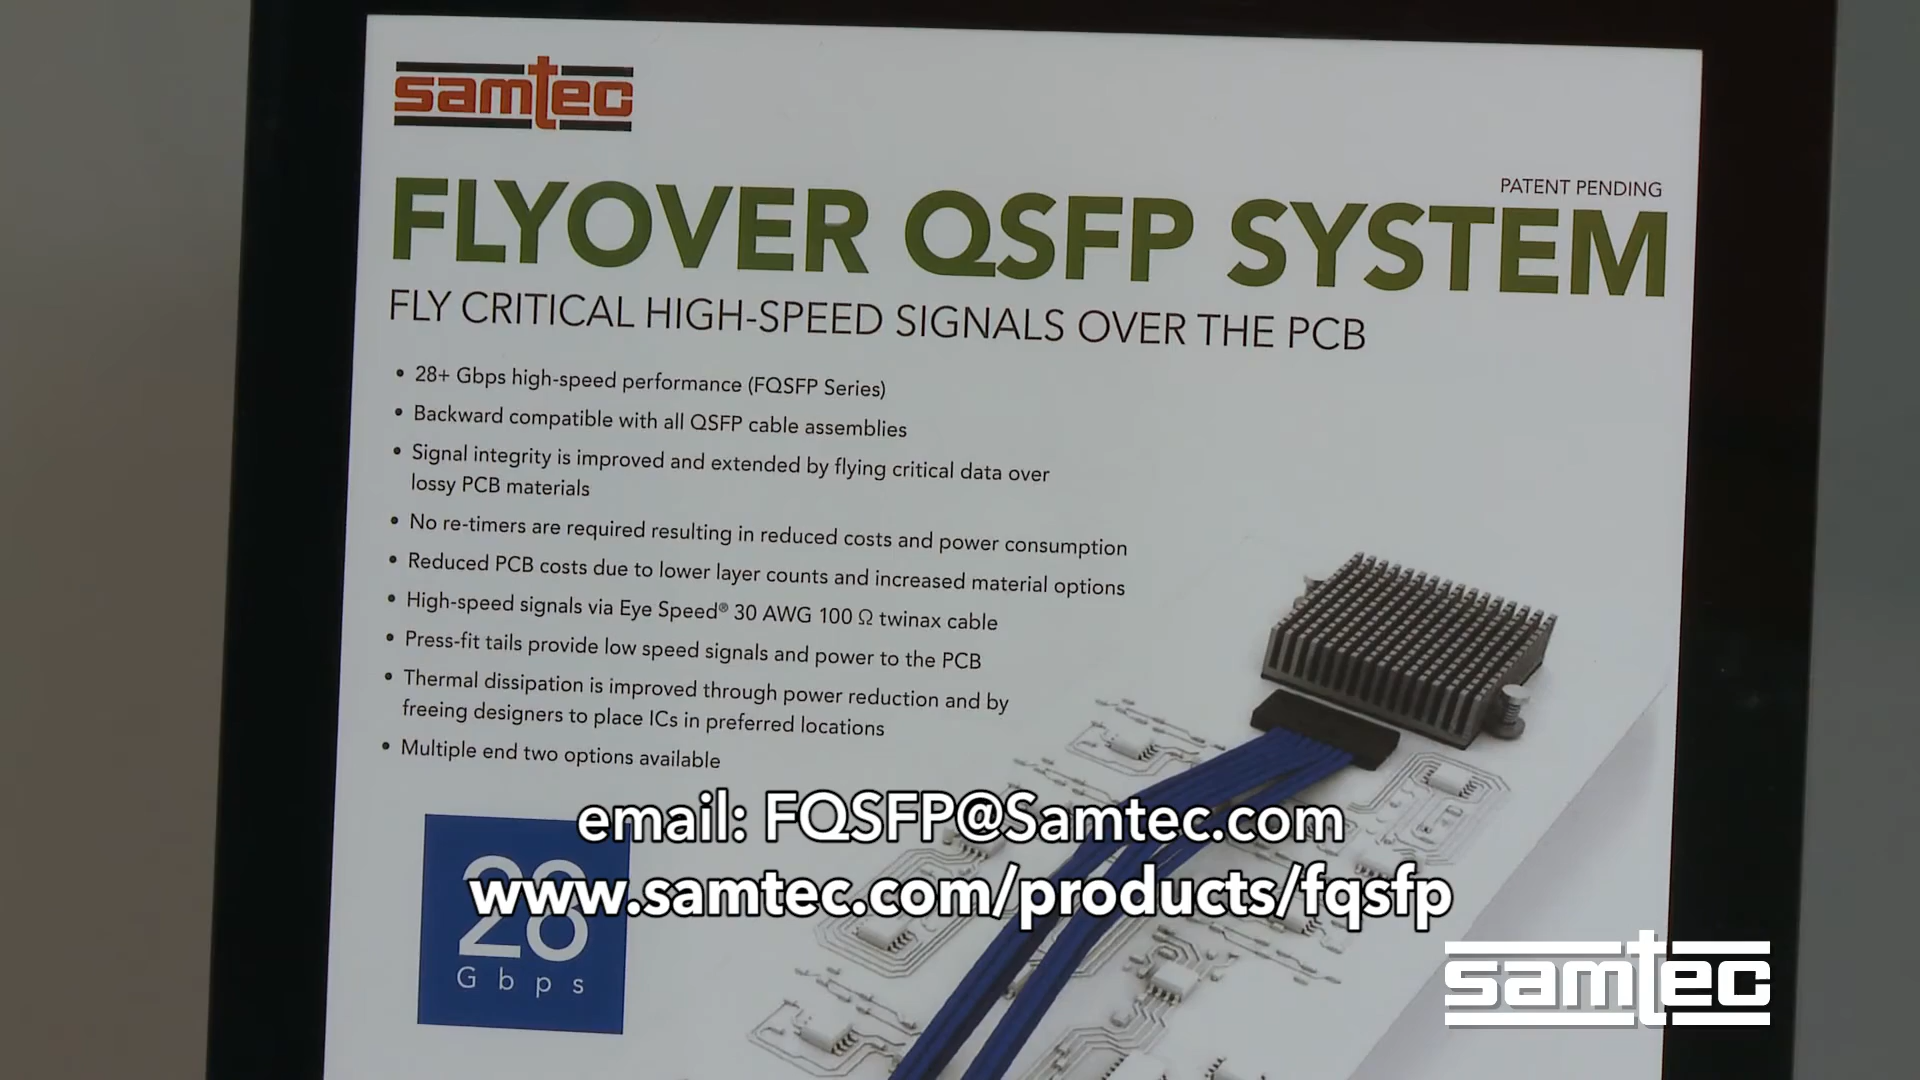 samtec
PATENT PENDING
FLYOVER QSFP SYSTEM
FLY CRITICAL HIGH-SPEED SIGNALS OVER THE PCB
• 28+ Gbps high-speed performance (FQSFP Series)
• Backward compatible with all QSFP cable assemblies
• Signal integrity is improved and extended by flying critical data over
lossy PCB materials
• No re-timers are required resulting in reduced costs and power consumption
• Reduced PCB costs due to lower layer counts and increased material options
• High-speed signals via Eye Speed® 30 AWG 100 Ω twinax cable
• Press-fit tails provide low speed signals and power to the PCB
• Thermal dissipation is improved through power reduction and by
freeing designers to place ICs in preferred locations
• Multiple end two options available
email: FQSFP@Samtec.com
www.samtec.com/products/fqsfp
28
Gbps
samtec